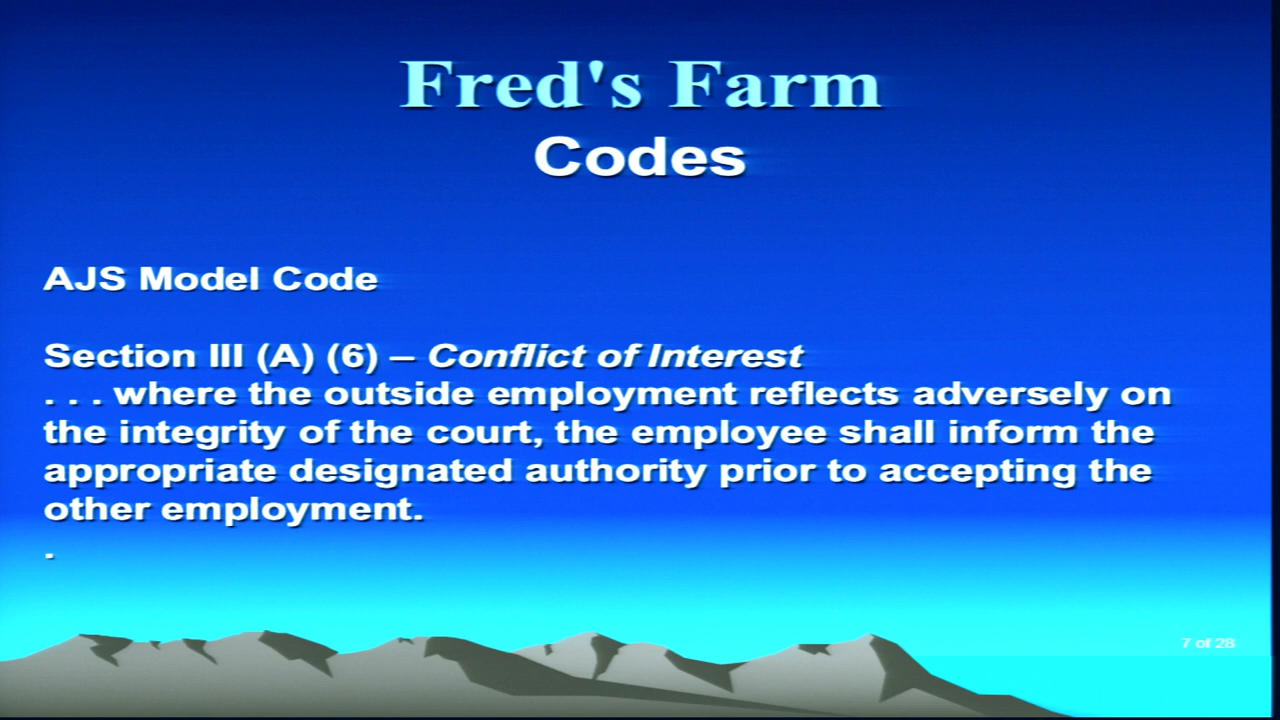 Fred's Farm
Codes
AJS Model Code
Section III (A) (6) – Conflict of Interest
. . . where the outside employment reflects adversely on
the integrity of the court, the employee shall inform the
appropriate designated authority prior to accepting the
other employment.
.
7 of 28